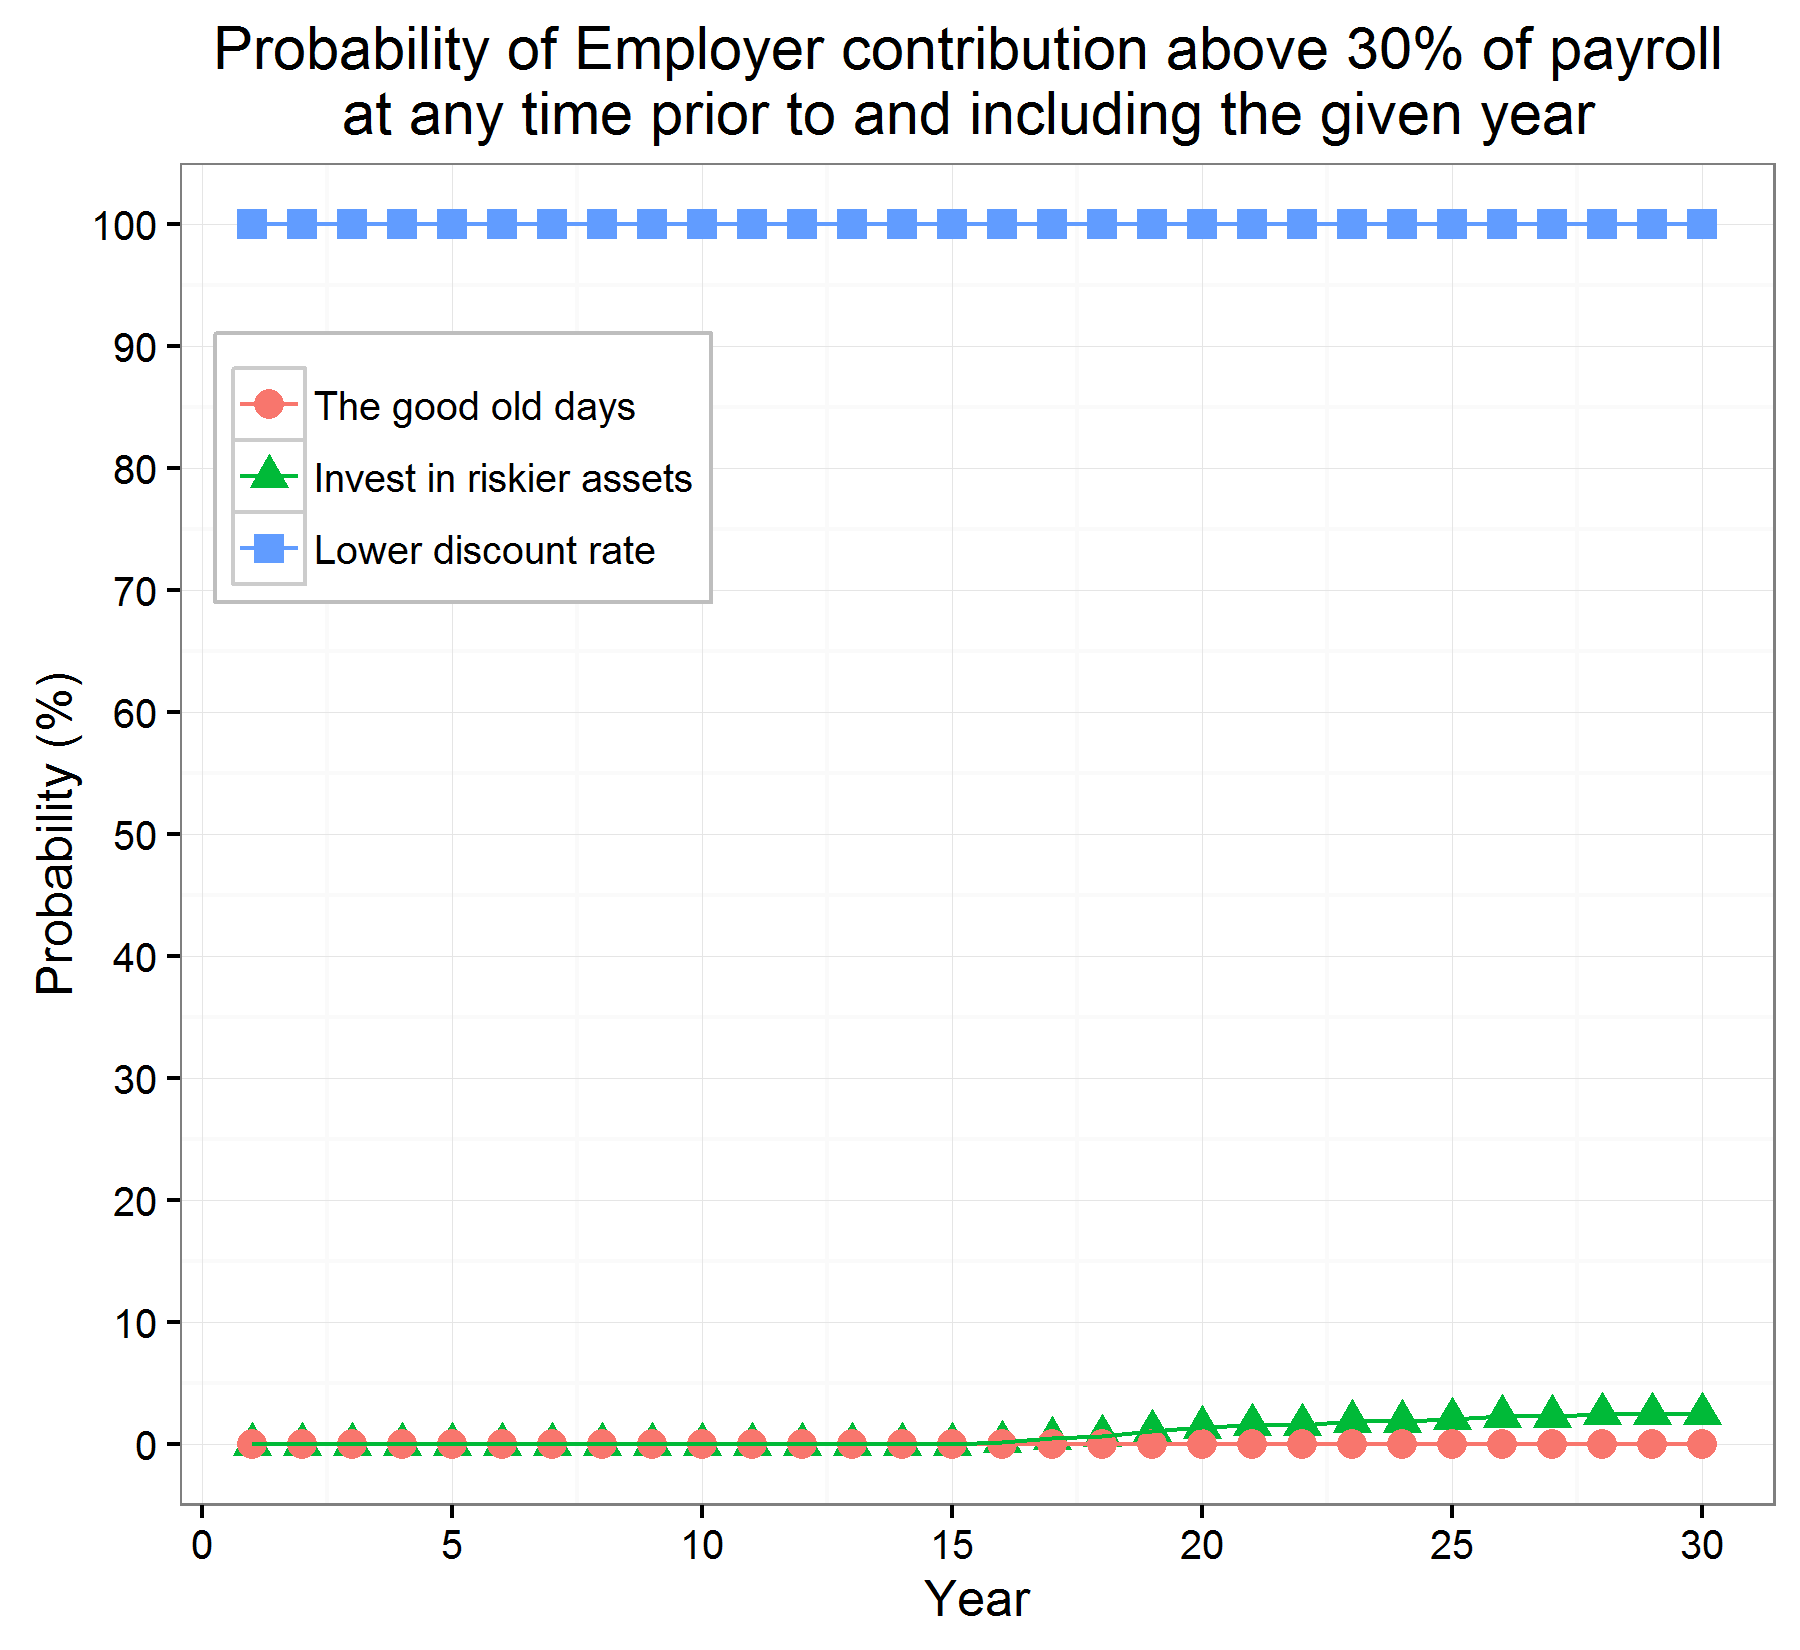 Probability of Employer contribution above 30% of payroll
at any time prior to and including the given year
100
90
80
70
60
50
40
30
20
10
0
Probability (%)
The good old days
Invest in riskier assets
Lower discount rate
0 5 10 15 20 25 30
Year